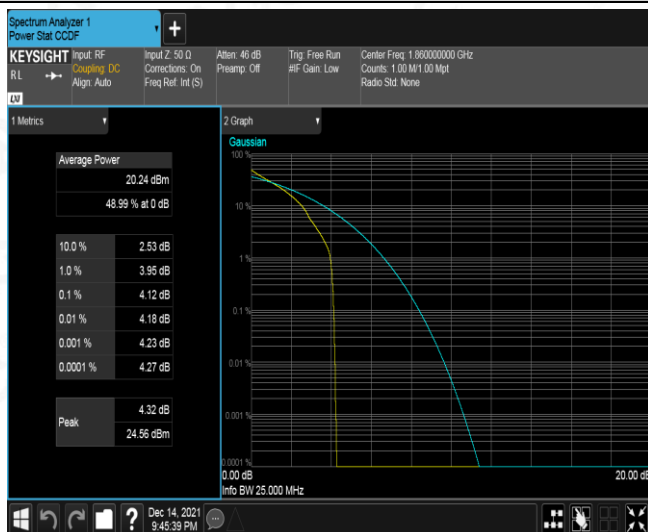 Spectrum Analyzer 1
Power Stat CCDF
+
KEYSIGHT
RL
LXI
Input: RF
Coupling: DC
Align: Auto
Input Z: 50 Ω
Corrections: On
Freq Ref: Int (S)
Atten: 46 dB
Preamp: Off
Trig: Free Run
#IF Gain: Low
Center Freq: 1.860000000 GHz
Counts: 1.00 M/1.00 Mpt
Radio Std: None
1 Metrics
Average Power
20.24 dBm
48.99 % at 0 dB
10.0 % 2.53 dB
1.0 % 3.95 dB
0.1 % 4.12 dB
0.01 % 4.18 dB
0.001 % 4.23 dB
0.0001 % 4.27 dB
Peak
4.32 dB
24.56 dBm
2 Graph
Gaussian
100 %
10 %
1 %
0.1 %
0.01 %
0.001 %
0.0001 %
0.00 dB
20.00 dB
Info BW 25.000 MHz
?
Dec 14, 2021
9:45:39 PM